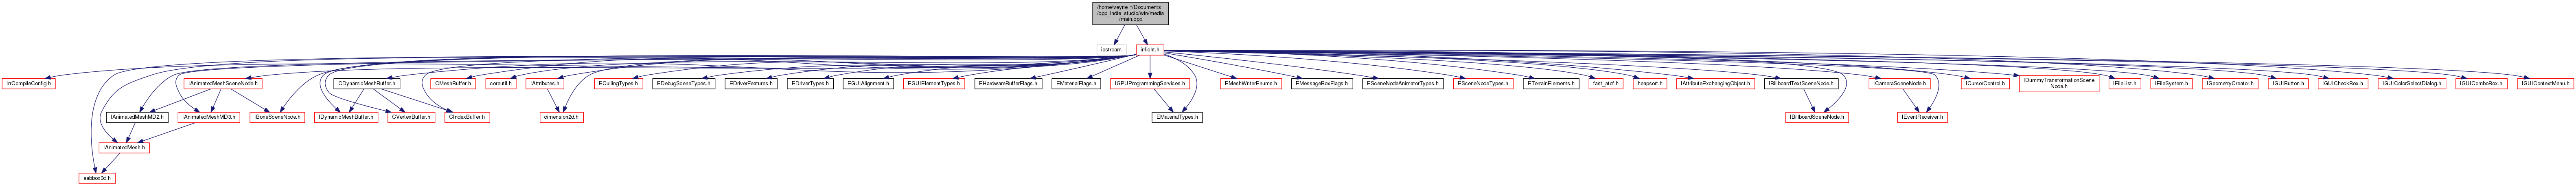 /home/veyrie_f/Documents
/cpp_indie_studio/win/media
/main.cpp
iostream
irrlicht.h
IrrCompileConfig.h
IAnimatedMeshSceneNode.h
CDynamicMeshBuffer.h
CMeshBuffer.h
coreutil.h
IAttributes.h
ECullingTypes.h
EDebugSceneTypes.h
EDriverFeatures.h
EDriverTypes.h
EGUIAlignment.h
EGUIElementTypes.h
EHardwareBufferFlags.h
EMaterialFlags.h
IGPUProgrammingServices.h
EMeshWriterEnums.h
EMessageBoxFlags.h
ESceneNodeAnimatorTypes.h
ESceneNodeTypes.h
ETerrainElements.h
fast_atof.h
heapsort.h
IAttributeExchangingObject.h
IBillboardTextSceneNode.h
ICameraSceneNode.h
ICursorControl.h
IDummyTransformationScene
Node.h
IFileList.h
IFileSystem.h
IGeometryCreator.h
IGUIButton.h
IGUICheckBox.h
IGUIColorSelectDialog.h
IGUIComboBox.h
IGUIContextMenu.h
IAnimatedMeshMD2.h
IAnimatedMeshMD3.h
IBoneSceneNode.h
IDynamicMeshBuffer.h
CVertexBuffer.h
CIndexBuffer.h
dimension2d.h
EMaterialTypes.h
IBillboardSceneNode.h
IEventReceiver.h
IAnimatedMesh.h
aabbox3d.h